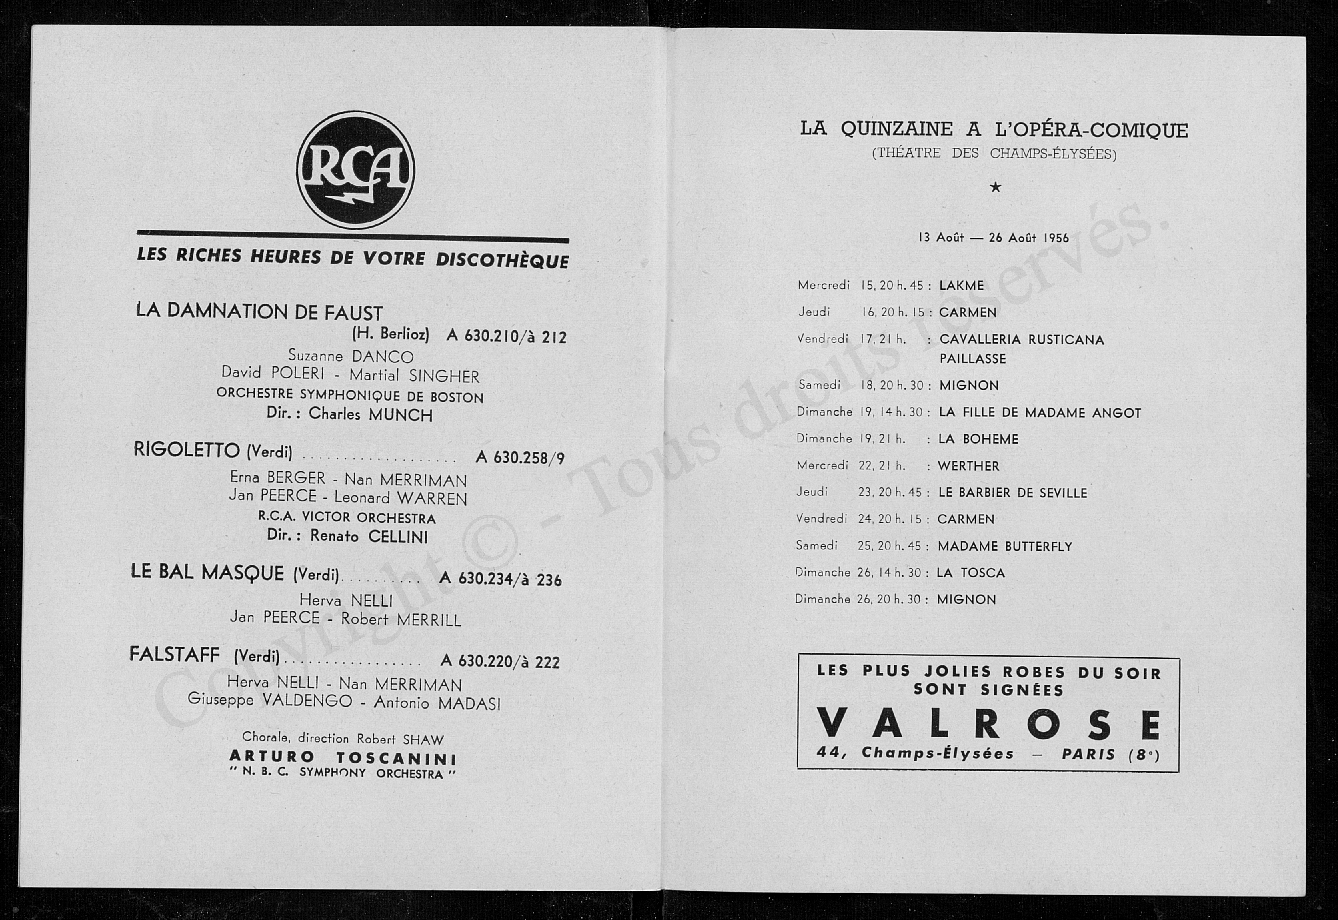 RCA
LES RICHES HEURES DE VOTRE DISCOTHÈQUE
LA DAMNATION DE FAUST
(H. Berlioz) A 630.210/à 212
Suzanne DANCO
David POLERI - Martial SINGHER
ORCHESTRE SYMPHONIQUE DE BOSTON
Dir. : Charles MUNCH
RIGOLETTO (Verdi) .................. A 630.258/9
Erna BERGER - Nan MERRIMAN
Jan PEERCE - Leonard WARREN
R.C.A. VICTOR ORCHESTRA
Dir. : Renato CELLINI
LE BAL MASQUE (Verdi).......... A 630.234/à 236
Herva NELLI
Jan PEERCE - Robert MERRILL
FALSTAFF (Verdi)................. A 630.220/à 222
Herva NELLI - Nan MERRIMAN
Giuseppe VALDENGO - Antonio MADASI
Chorale, direction Robert SHAW
ARTURO TOSCANINI
" N. B. C. SYMPHONY ORCHESTRA "
LA QUINZAINE A L'OPÉRA-COMIQUE
(THÉATRE DES CHAMPS-ÉLYSÉES)
★
13 Août — 26 Août 1956
Mercredi 15, 20 h. 45 : LAKME
Jeudi 16, 20 h. 15 : CARMEN
Vendredi 17, 21 h. : CAVALLERIA RUSTICANA
PAILLASSE
Samedi 18, 20 h. 30 : MIGNON
Dimanche 19, 14 h. 30 : LA FILLE DE MADAME ANGOT
Dimanche 19, 21 h. : LA BOHEME
Mercredi 22, 21 h. : WERTHER
Jeudi 23, 20 h. 45 : LE BARBIER DE SEVILLE
Vendredi 24, 20 h. 15 : CARMEN
Samedi 25, 20 h. 45 : MADAME BUTTERFLY
Dimanche 26, 14 h. 30 : LA TOSCA
Dimanche 26, 20 h. 30 : MIGNON
LES PLUS JOLIES ROBES DU SOIR
SONT SIGNÉES
VALROSE
44, Champs-Élysées — PARIS (8e)
Copyright © - Tous droits réservés.